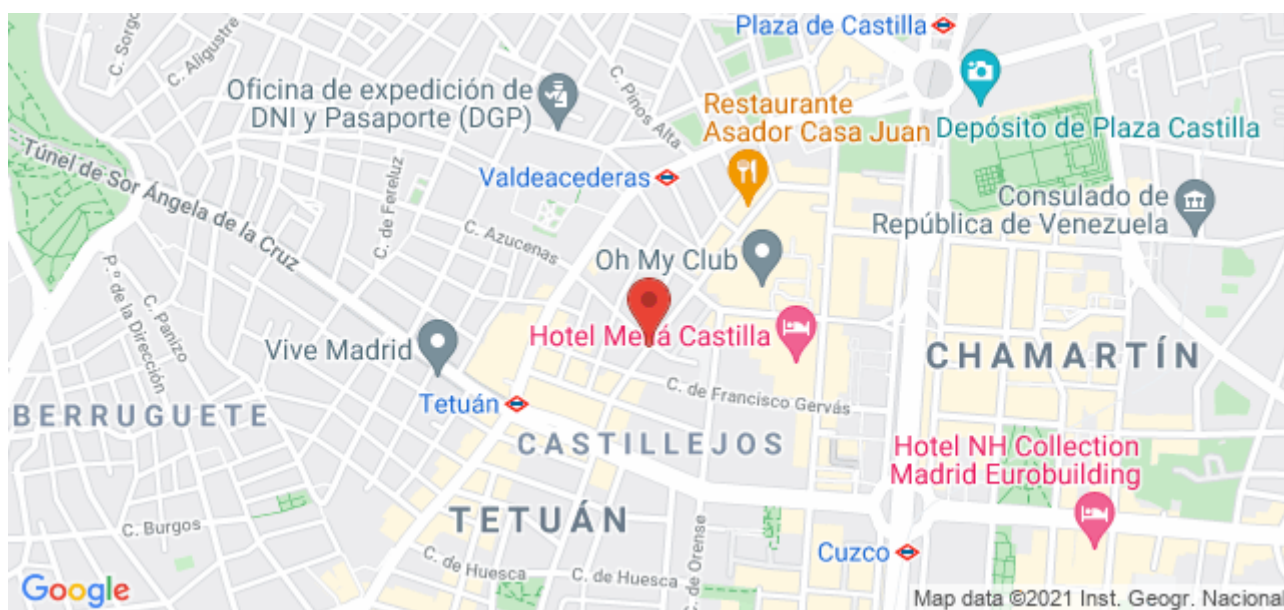 Plaza de Castilla
C. Sorgo
C. Aligustre
Oficina de expedición de
DNI y Pasaporte (DGP)
C. Pinos Alta
Restaurante
Asador Casa Juan
Depósito de Plaza Castilla
Túnel de Sor Ángela de la Cruz
C. de Fereluz
Valdeacederas
C. Azucenas
Consulado de
República de Venezuela
Oh My Club
P.º de la Dirección
C. Panizo
Vive Madrid
Castilla
Hotel
CHAMARTÍN
C. de Francisco Gervás
Tetuán
BERRUGUETE
CASTILLEJOS
Hotel NH Collection
Madrid Eurobuilding
TETUÁN
C. Burgos
C. de Huesca
C. de Huesca
de Orense
Cuzco
Google
Map data ©2021 Inst. Geogr. Naciona